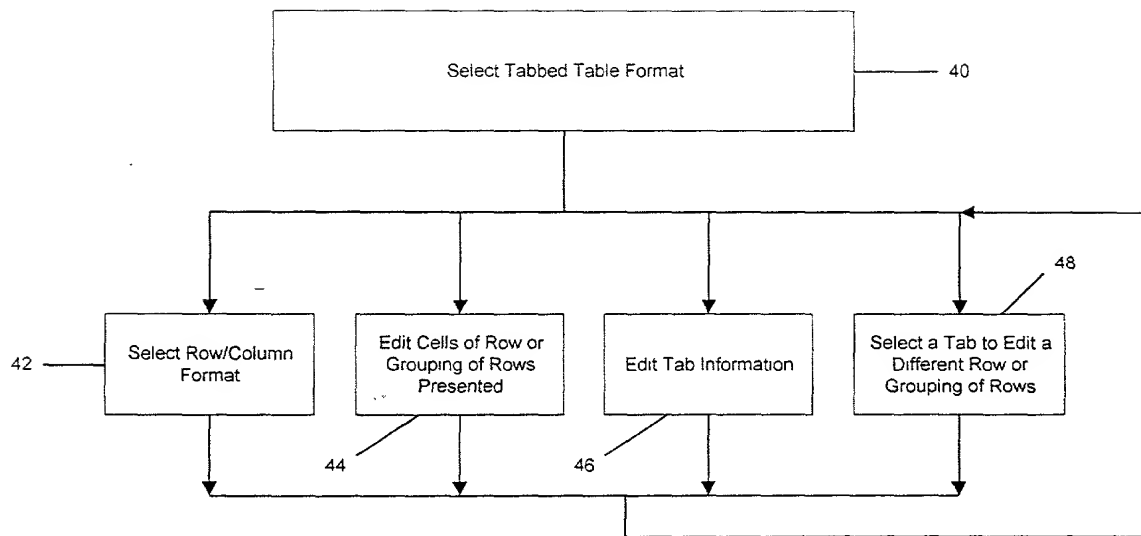 Select Tabbed Table Format
40
48
42
Select Row/Column
Format
Edit Cells of Row or
Grouping of Rows
Presented
Edit Tab Information
Select a Tab to Edit a
Different Row or
Grouping of Rows
44
46